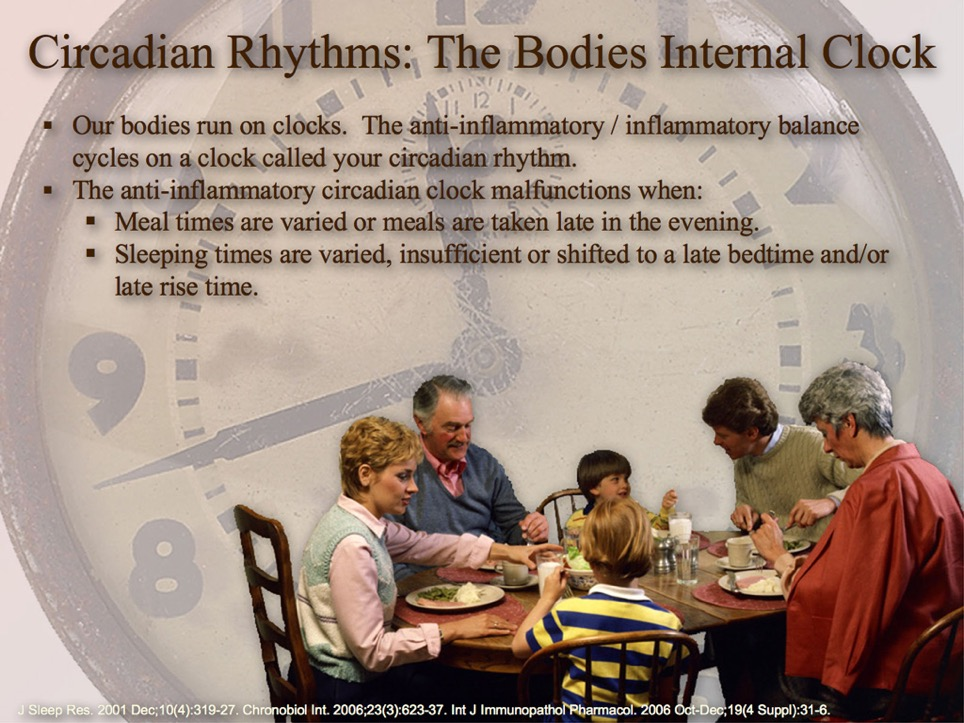 Circadian Rhythms: The Bodies Internal Clock
▪ Our bodies run on clocks.  The anti-inflammatory / inflammatory balance
cycles on a clock called your circadian rhythm.
▪ The anti-inflammatory circadian clock malfunctions when:
▪ Meal times are varied or meals are taken late in the evening.
▪ Sleeping times are varied, insufficient or shifted to a late bedtime and/or
late rise time.
12
9
3
8
J Sleep Res. 2001 Dec;10(4):319-27. Chronobiol Int. 2006;23(3):623-37. Int J Immunopathol Pharmacol. 2006 Oct-Dec;19(4 Suppl):31-6.